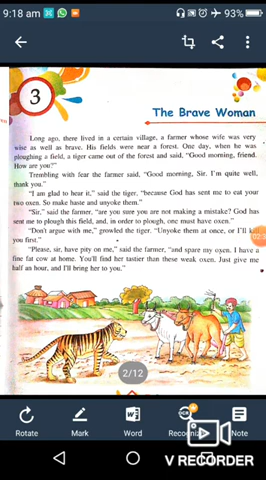 9:18 am
93%
3
The Brave Woman
Long ago, there lived in a certain village, a farmer whose wife was very
wise as well as brave. His fields were near a forest. One day, when he was
ploughing a field, a tiger came out of the forest and said, "Good morning, friend.
How are you?"
Trembling with fear the farmer said, "Good morning, Sir. I'm quite well,
thank you."
"I am glad to hear it," said the tiger, "because God has sent me to eat your
two oxen. So make haste and unyoke them."
"Sir," said the farmer, "are you sure you are not making a mistake? God has
sent me to plough this field, and, in order to plough, one must have oxen."
"Don't argue with me," growled the tiger. "Unyoke them at once, or I'll
you first."
"Please, sir, have pity on me," said the farmer, "and spare my oxen. I have a
fine fat cow at home. You'll find her tastier than these weak oxen. Just give me
half an hour, and I'll bring her to you."
2/12
Rotate
Mark
Word
Note
V RECORDER